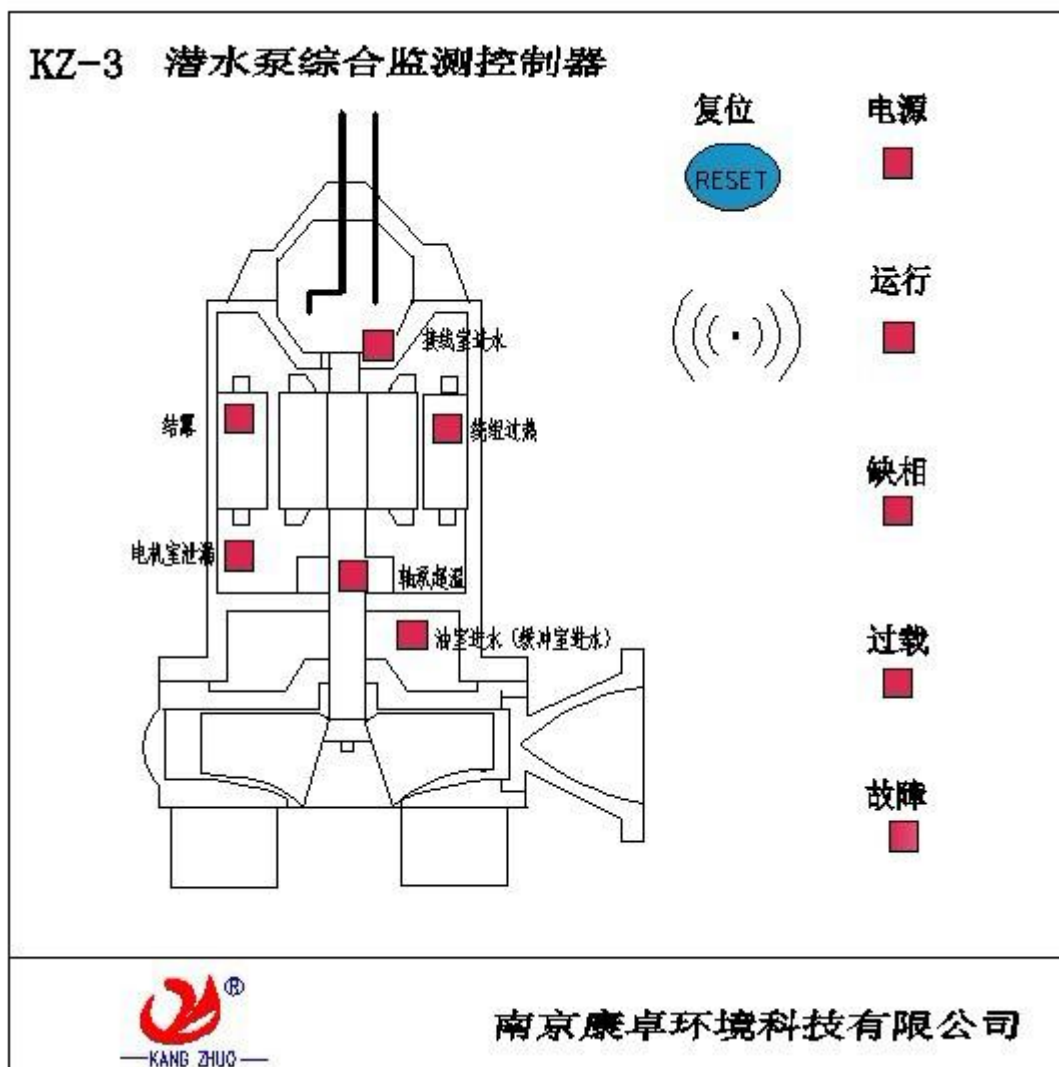 KZ-3 潜水泵综合监测控制器
复位
电源
RESET
运行
接线室进水
结露
绕组过热
缺相
电机室泄漏
轴承超温
油室进水(缓冲室进水)
过载
故障
®
KANG ZHUO
南京康卓环境科技有限公司